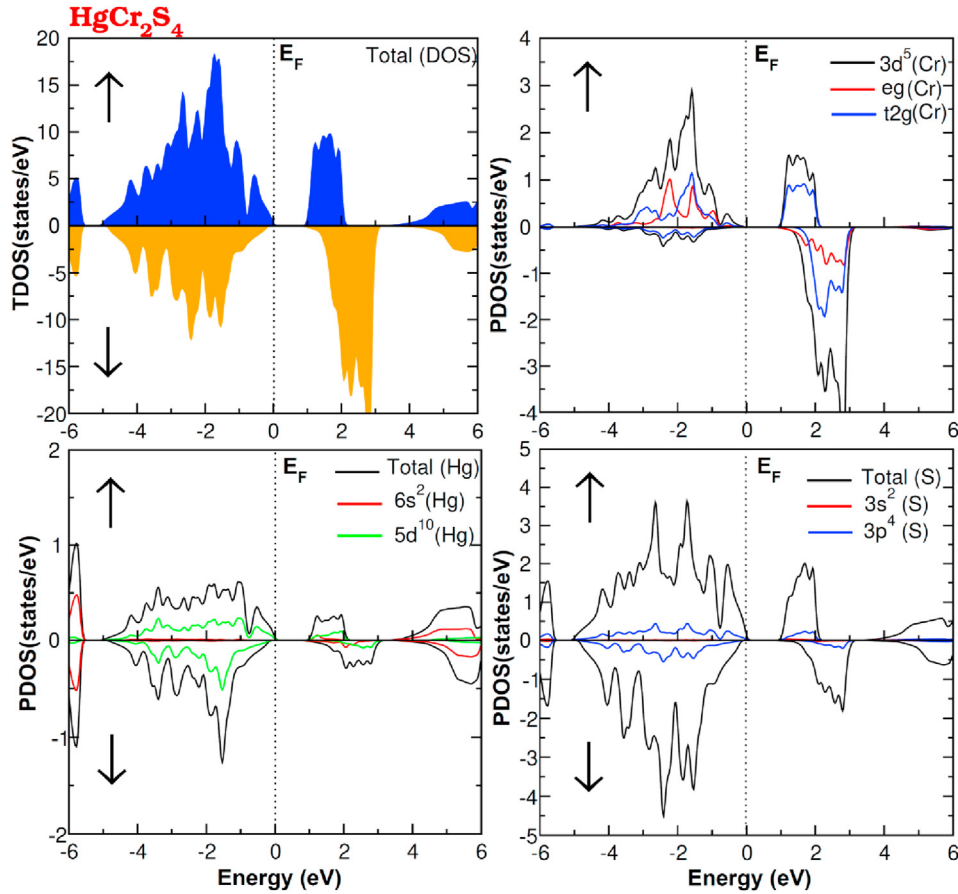 HgCr₂S₄
20
15
10
5
0
-5
-10
-15
-20
TDOS(states/eV)
E_F
Total (DOS)
-6 -4 -2 0 2 4 6
4
3
2
1
0
-1
-2
-3
-4
PDOS(states/eV)
E_F
3d⁵(Cr)
eg(Cr)
t2g(Cr)
-6 -4 -2 0 2 4 6
2
1
0
-1
-2
PDOS(states/eV)
E_F
Total (Hg)
6s²(Hg)
5d¹⁰(Hg)
-6 -4 -2 0 2 4 6
Energy (eV)
5
4
3
2
1
0
-1
-2
-3
-4
-5
PDOS(states/eV)
E_F
Total (S)
3s² (S)
3p⁴ (S)
-6 -4 -2 0 2 4 6
Energy (eV)